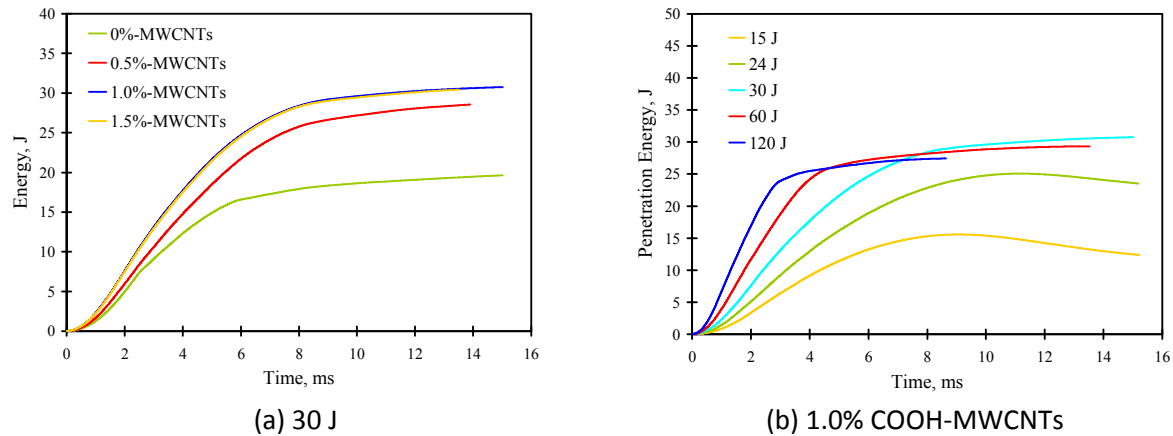 40
35
30
25
20
15
10
5
0
Energy, J
0%-MWCNTs
0.5%-MWCNTs
1.0%-MWCNTs
1.5%-MWCNTs
0 2 4 6 8 10 12 14 16
Time, ms
(a) 30 J
50
45
40
35
30
25
20
15
10
5
0
Penetration Energy, J
15 J
24 J
30 J
60 J
120 J
0 2 4 6 8 10 12 14 16
Time, ms
(b) 1.0% COOH-MWCNTs